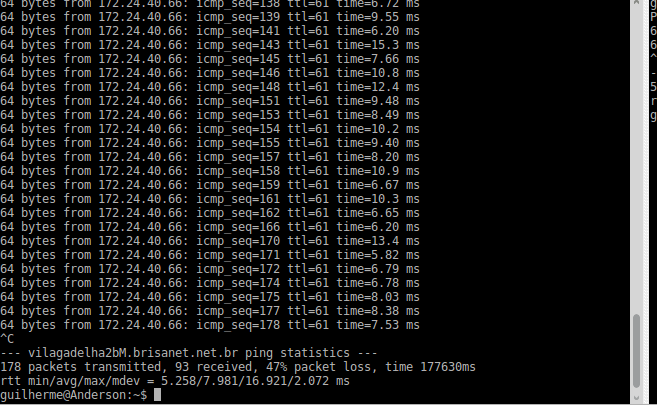 64 bytes from 172.24.40.66: icmp_seq=138 ttl=61 time=6.72 ms
64 bytes from 172.24.40.66: icmp_seq=139 ttl=61 time=9.55 ms
64 bytes from 172.24.40.66: icmp_seq=141 ttl=61 time=6.20 ms
64 bytes from 172.24.40.66: icmp_seq=143 ttl=61 time=15.3 ms
64 bytes from 172.24.40.66: icmp_seq=145 ttl=61 time=7.66 ms
64 bytes from 172.24.40.66: icmp_seq=146 ttl=61 time=10.8 ms
64 bytes from 172.24.40.66: icmp_seq=148 ttl=61 time=12.4 ms
64 bytes from 172.24.40.66: icmp_seq=151 ttl=61 time=9.48 ms
64 bytes from 172.24.40.66: icmp_seq=153 ttl=61 time=8.49 ms
64 bytes from 172.24.40.66: icmp_seq=154 ttl=61 time=10.2 ms
64 bytes from 172.24.40.66: icmp_seq=155 ttl=61 time=9.40 ms
64 bytes from 172.24.40.66: icmp_seq=157 ttl=61 time=8.20 ms
64 bytes from 172.24.40.66: icmp_seq=158 ttl=61 time=10.9 ms
64 bytes from 172.24.40.66: icmp_seq=159 ttl=61 time=6.67 ms
64 bytes from 172.24.40.66: icmp_seq=161 ttl=61 time=10.3 ms
64 bytes from 172.24.40.66: icmp_seq=162 ttl=61 time=6.65 ms
64 bytes from 172.24.40.66: icmp_seq=166 ttl=61 time=6.20 ms
64 bytes from 172.24.40.66: icmp_seq=170 ttl=61 time=13.4 ms
64 bytes from 172.24.40.66: icmp_seq=171 ttl=61 time=5.82 ms
64 bytes from 172.24.40.66: icmp_seq=172 ttl=61 time=6.79 ms
64 bytes from 172.24.40.66: icmp_seq=174 ttl=61 time=6.78 ms
64 bytes from 172.24.40.66: icmp_seq=175 ttl=61 time=8.03 ms
64 bytes from 172.24.40.66: icmp_seq=177 ttl=61 time=8.38 ms
64 bytes from 172.24.40.66: icmp_seq=178 ttl=61 time=7.53 ms
^C
--- vilagadelha2bM.brisanet.net.br ping statistics ---
178 packets transmitted, 93 received, 47% packet loss, time 177630ms
rtt min/avg/max/mdev = 5.258/7.981/16.921/2.072 ms
guilherme@Anderson:~$